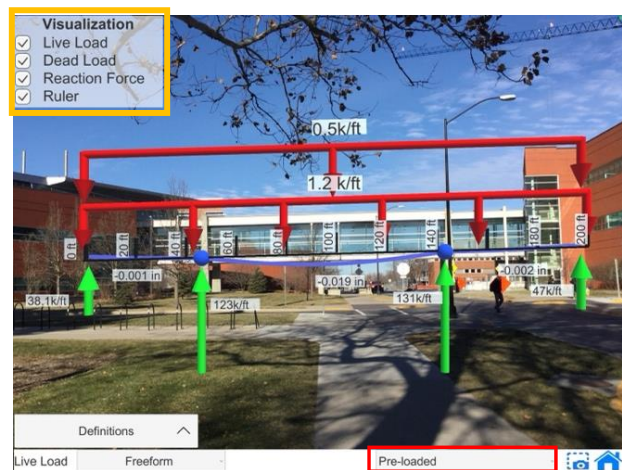 Visualization
Live Load
Dead Load
Reaction Force
Ruler
0.5k/ft
1.2 k/ft
0 ft
20 ft
40 ft
60 ft
80 ft
100 ft
120 ft
140 ft
180 ft
200 ft
-0.001 in
-0.019 in
-0.002 in
38.1k/ft
123k/ft
131k/ft
47k/ft
Definitions
Live Load
Freeform
Pre-loaded